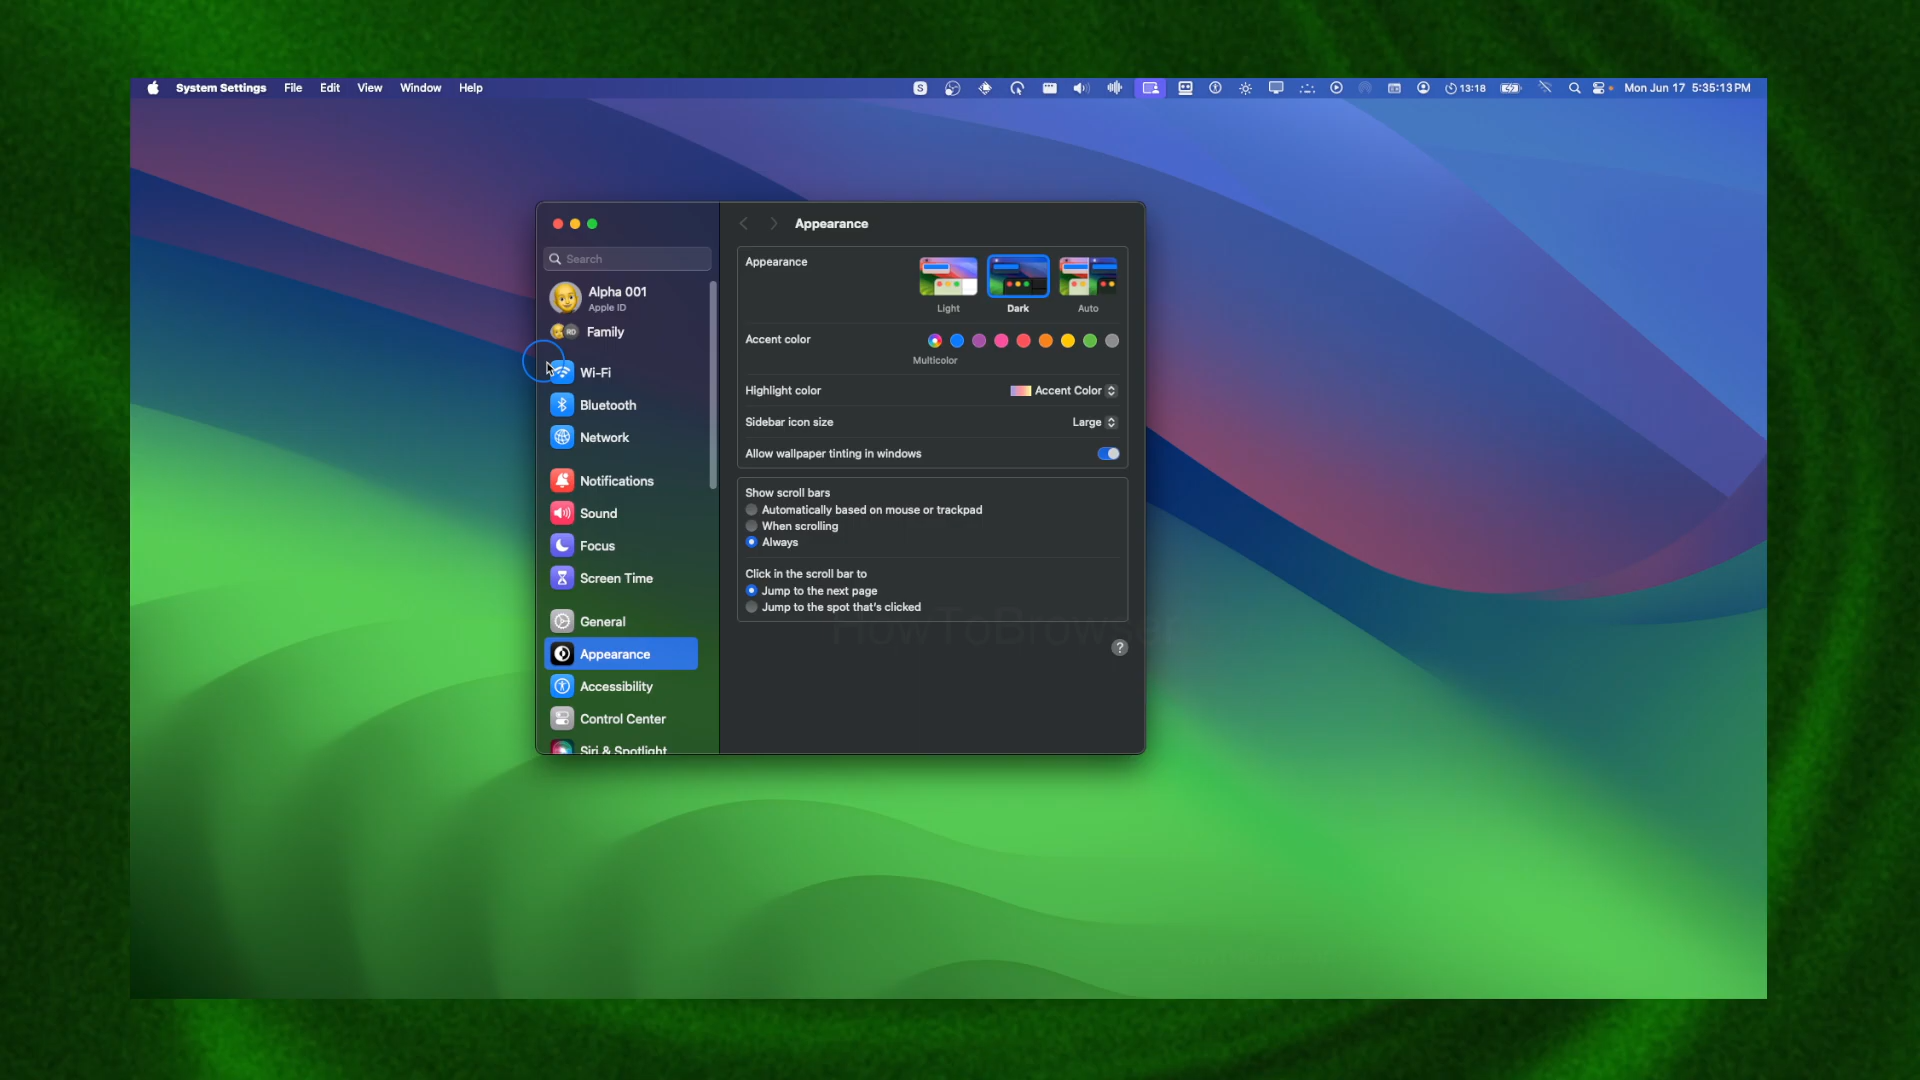 System Settings File Edit View Window Help
S 13:18 Mon Jun 17 5:35:13 PM
Appearance
Search
Alpha 001
Apple ID
RD Family
Wi-Fi
Bluetooth
Network
Notifications
Sound
Focus
Screen Time
General
Appearance
Accessibility
Control Center
Siri & Spotlight
Appearance
Light Dark Auto
Accent color
Multicolor
Highlight color Accent Color
Sidebar icon size Large
Allow wallpaper tinting in windows
Show scroll bars
Automatically based on mouse or trackpad
When scrolling
Always
Click in the scroll bar to
Jump to the next page
Jump to the spot that's clicked
HowToBrowser
?